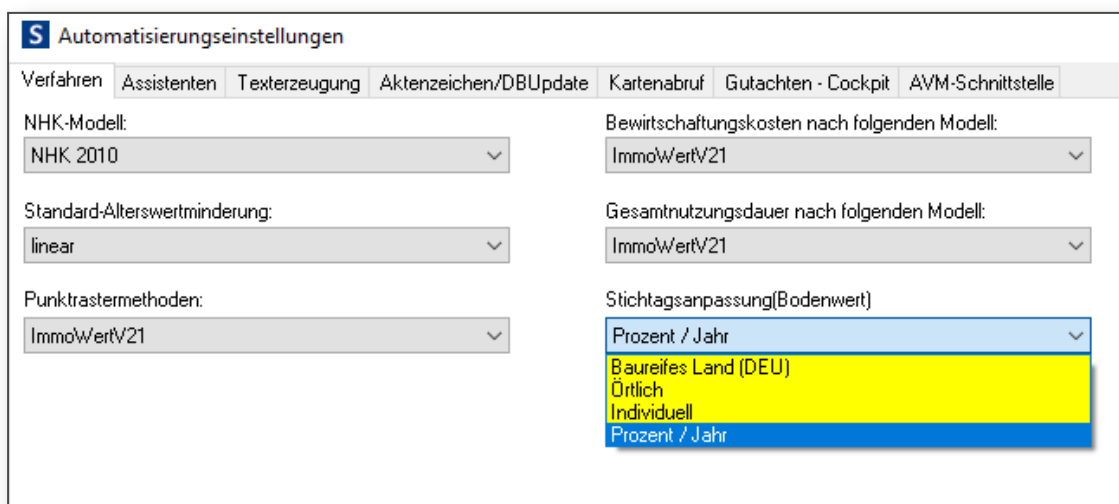 S Automatisierungseinstellungen
Verfahren Assistenten Texterzeugung Aktenzeichen/DBUpdate Kartenabruf Gutachten - Cockpit AVM-Schnittstelle
NHK-Modell:
NHK 2010
Standard-Alterswertminderung:
linear
Punktrastermethoden:
ImmoWertV21
Bewirtschaftungskosten nach folgenden Modell:
ImmoWertV21
Gesamtnutzungsdauer nach folgenden Modell:
ImmoWertV21
Stichtagsanpassung(Bodenwert)
Prozent / Jahr
Baureifes Land (DEU)
Örtlich
Individuell
Prozent / Jahr